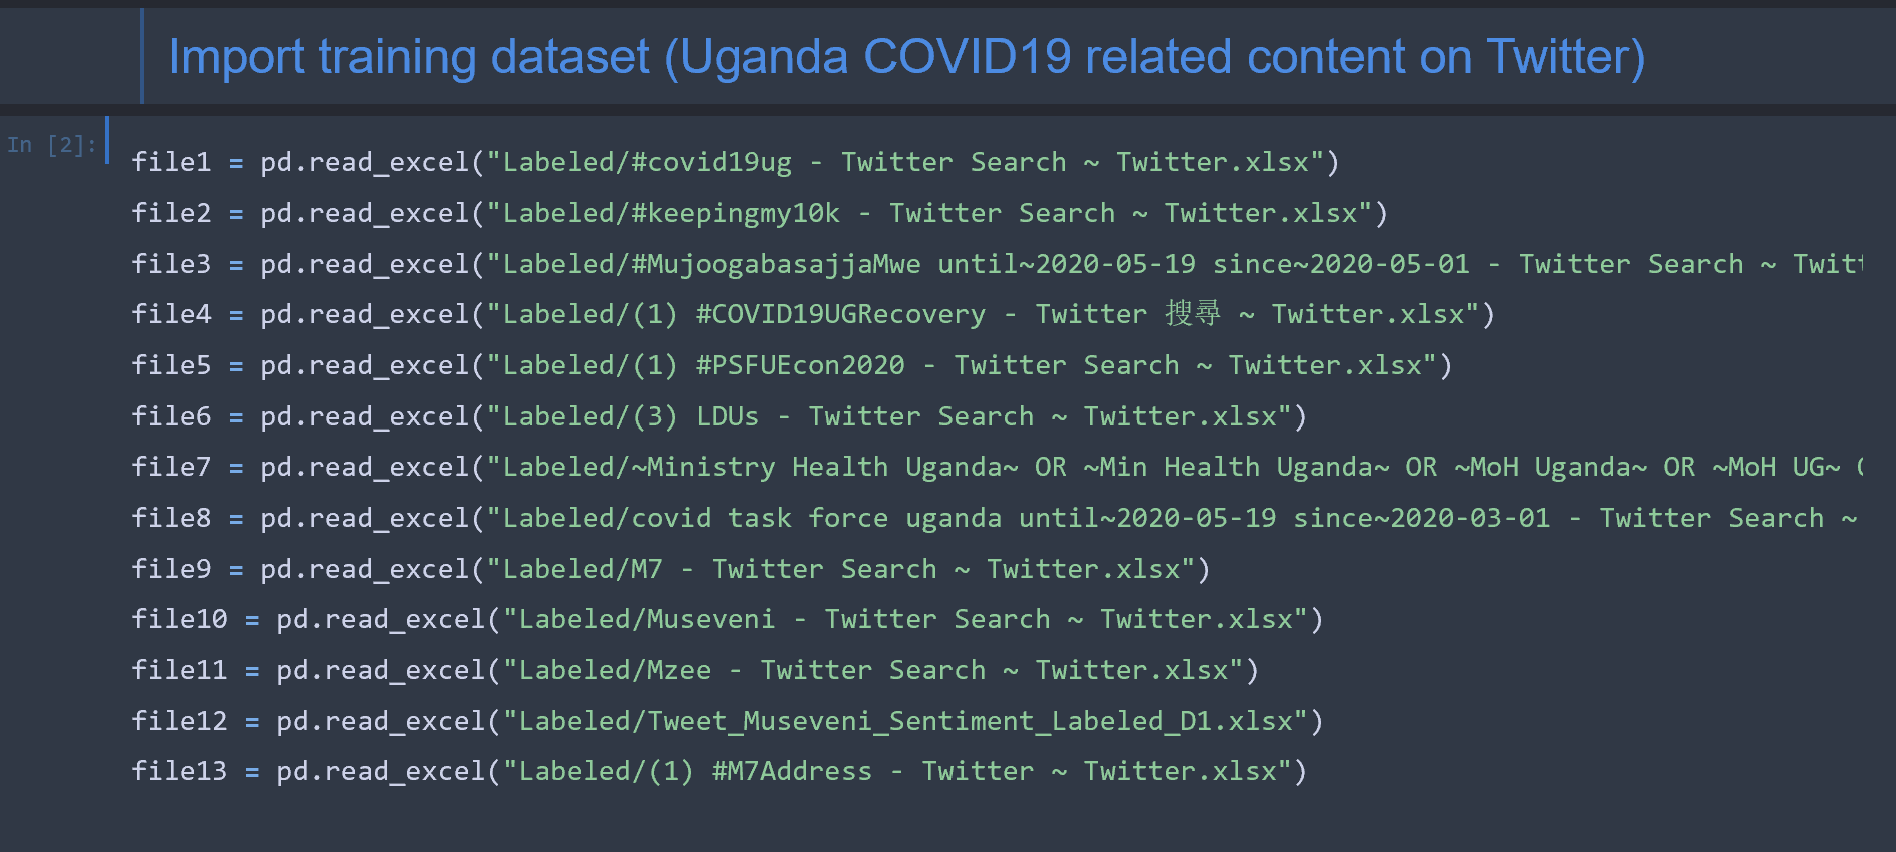 Import training dataset (Uganda COVID19 related content on Twitter)
In [2]:
file1 = pd.read_excel("Labeled/#covid19ug - Twitter Search ~ Twitter.xlsx")
file2 = pd.read_excel("Labeled/#keepingmy10k - Twitter Search ~ Twitter.xlsx")
file3 = pd.read_excel("Labeled/#MujoogabasajjaMwe until~2020-05-19 since~2020-05-01 - Twitter Search ~
file4 = pd.read_excel("Labeled/(1) #COVID19UGRecovery - Twitter 搜尋 ~ Twitter.xlsx")
file5 = pd.read_excel("Labeled/(1) #PSFUEcon2020 - Twitter Search ~ Twitter.xlsx")
file6 = pd.read_excel("Labeled/(3) LDUs - Twitter Search ~ Twitter.xlsx")
file7 = pd.read_excel("Labeled/~Ministry Health Uganda~ OR ~Min Health Uganda~ OR ~MoH Uganda~ OR ~MoH UG~
file8 = pd.read_excel("Labeled/covid task force uganda until~2020-05-19 since~2020-03-01 - Twitter Search ~
file9 = pd.read_excel("Labeled/M7 - Twitter Search ~ Twitter.xlsx")
file10 = pd.read_excel("Labeled/Museveni - Twitter Search ~ Twitter.xlsx")
file11 = pd.read_excel("Labeled/Mzee - Twitter Search ~ Twitter.xlsx")
file12 = pd.read_excel("Labeled/Tweet_Museveni_Sentiment_Labeled_D1.xlsx")
file13 = pd.read_excel("Labeled/(1) #M7Address - Twitter ~ Twitter.xlsx")